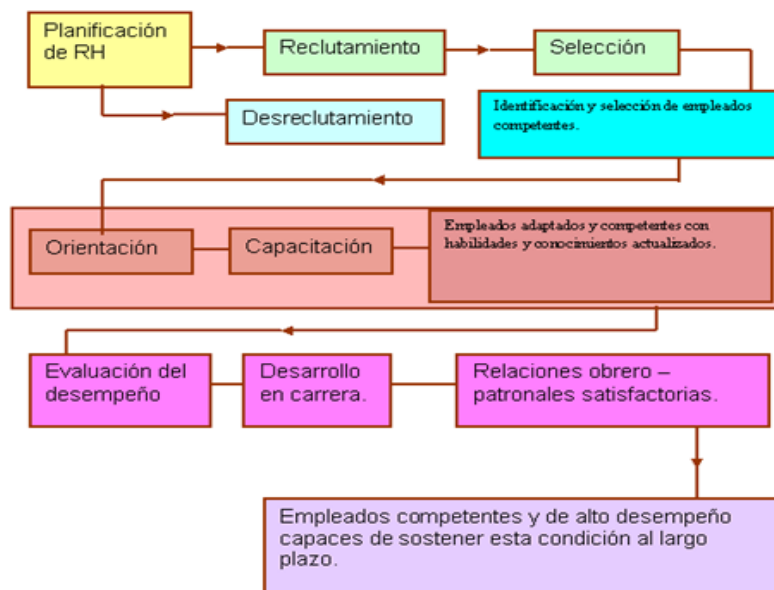 Planificación
de RH
Reclutamiento
Selección
Desreclutamiento
Identificación y selección de empleados
competentes.
Orientación
Capacitación
Empleados adaptados y competentes con
habilidades y conocimientos actualizados.
Evaluación del
desempeño
Desarrollo
en carrera.
Relaciones obrero –
patronales satisfactorias.
Empleados competentes y de alto desempeño
capaces de sostener esta condición al largo
plazo.